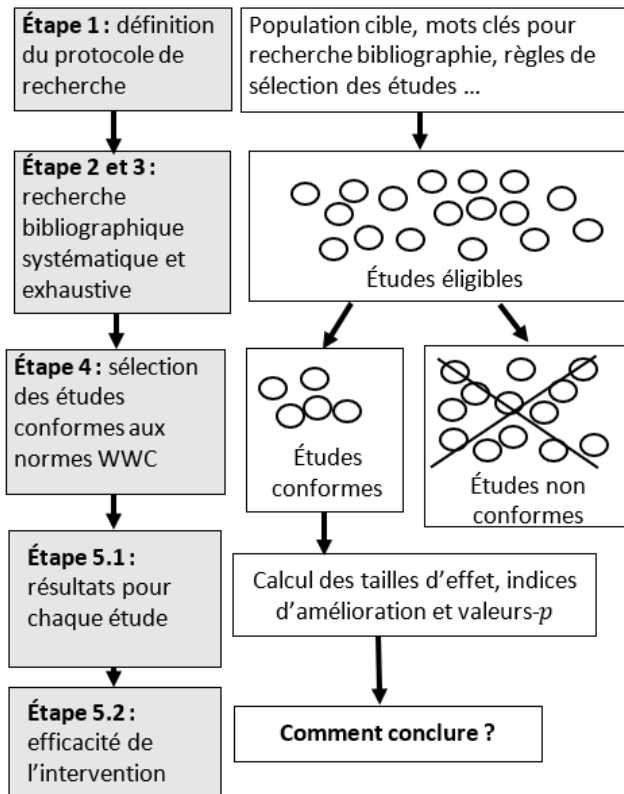 Étape 1 : définition
du protocole de
recherche
Population cible, mots clés pour
recherche bibliographie, règles de
sélection des études ...
Étape 2 et 3 :
recherche
bibliographique
systématique et
exhaustive
Études éligibles
Étape 4 : sélection
des études
conformes aux
normes WWC
Études
conformes
Études non
conformes
Étape 5.1 :
résultats pour
chaque étude
Calcul des tailles d’effet, indices
d’amélioration et valeurs-p
Étape 5.2 :
efficacité de
l’intervention
Comment conclure ?